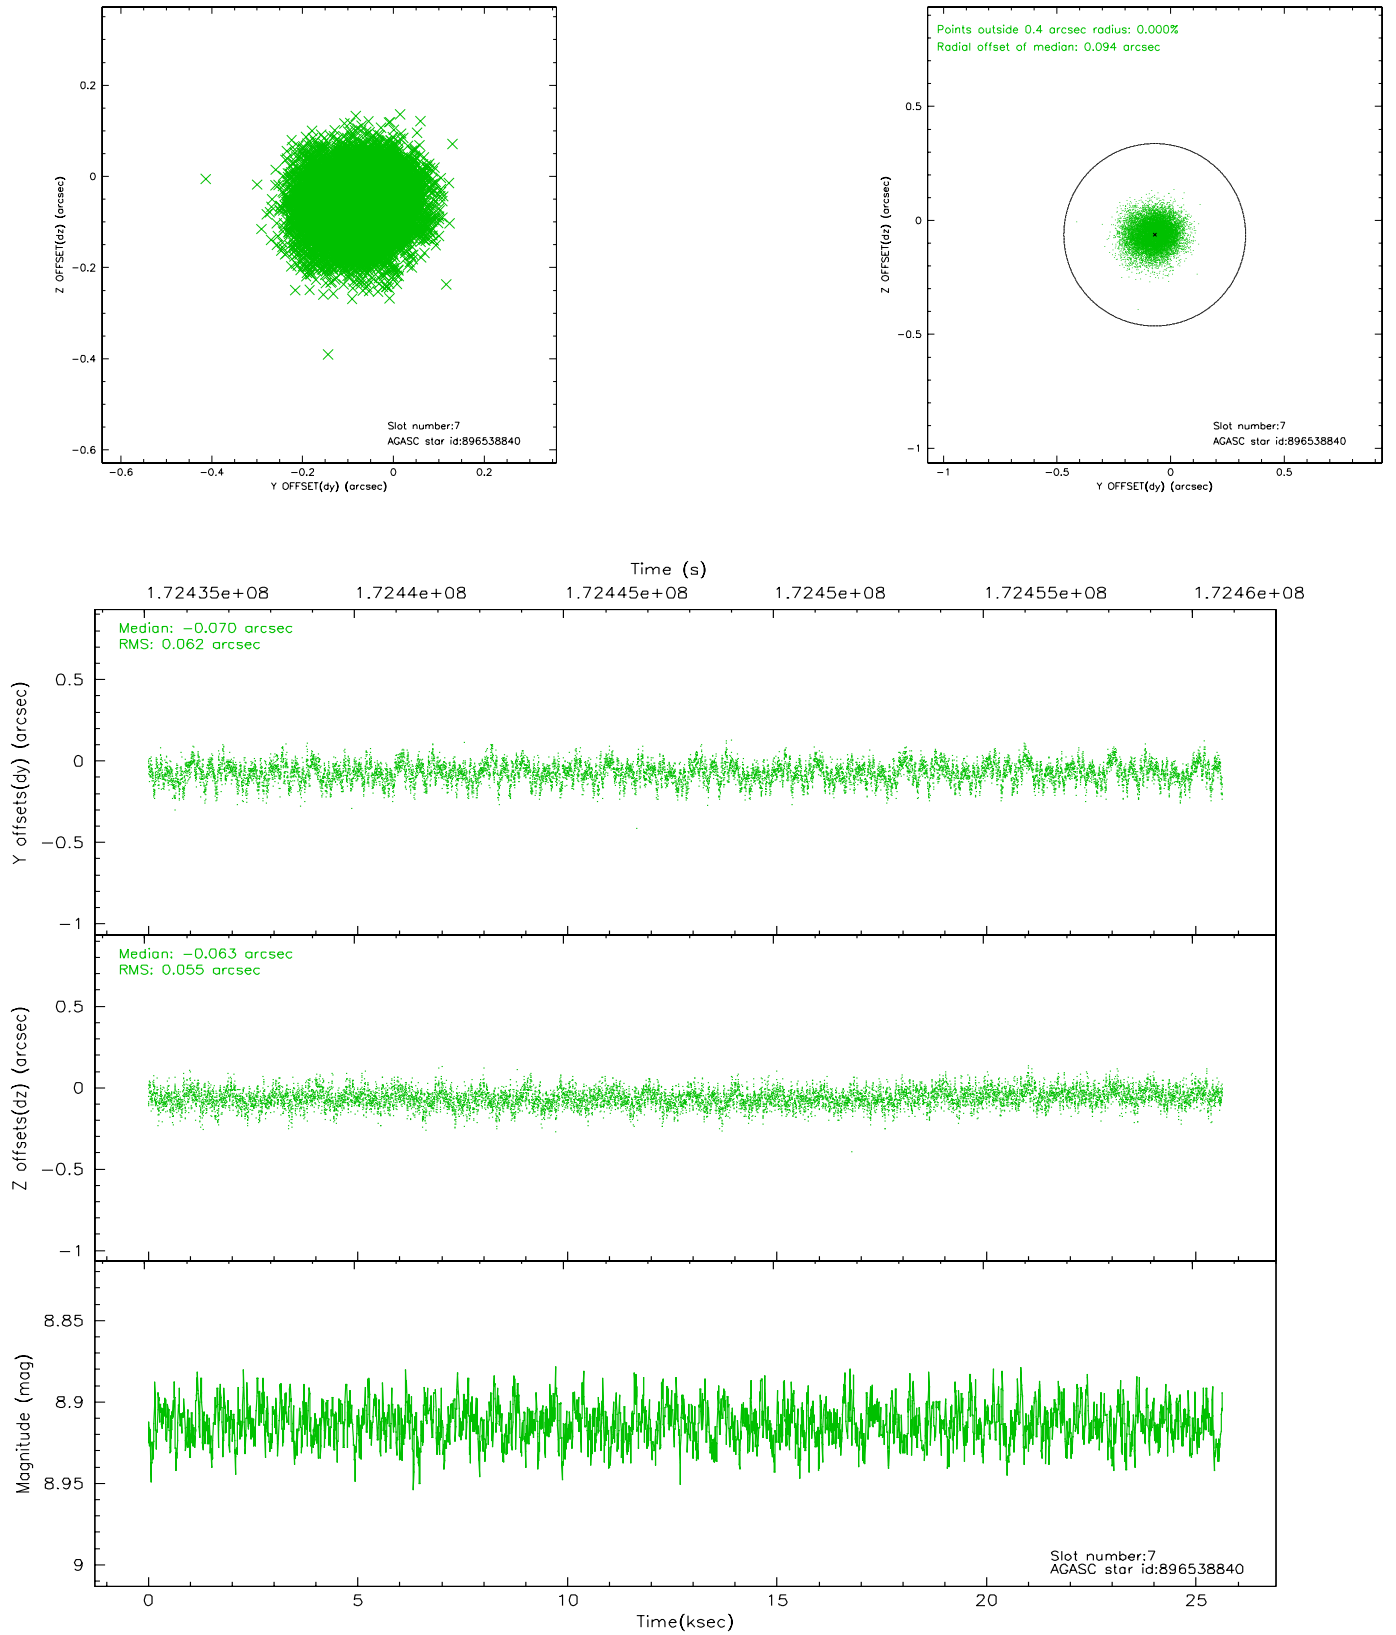 0.2
0
-0.2
-0.4
-0.6
Z OFFSET(dz) (arcsec)
Slot number:7
AGASC star id:896538840
-0.6 -0.4 -0.2 0 0.2
Y OFFSET(dy) (arcsec)
Points outside 0.4 arcsec radius: 0.000%
Radial offset of median: 0.094 arcsec
0.5
0
-0.5
-1
Z OFFSET(dz) (arcsec)
Slot number:7
AGASC star id:896538840
-1 -0.5 0 0.5
Y OFFSET(dy) (arcsec)
Time (s)
1.72435e+08 1.7244e+08 1.72445e+08 1.7245e+08 1.72455e+08 1.7246e+08
Median: -0.070 arcsec
RMS: 0.062 arcsec
0.5
0
-0.5
-1
Y offsets(dy) (arcsec)
Median: -0.063 arcsec
RMS: 0.055 arcsec
0.5
0
-0.5
-1
Z offsets(dz) (arcsec)
8.85
8.9
8.95
9
Magnitude (mag)
Slot number:7
AGASC star id:896538840
0 5 10 15 20 25
Time(ksec)